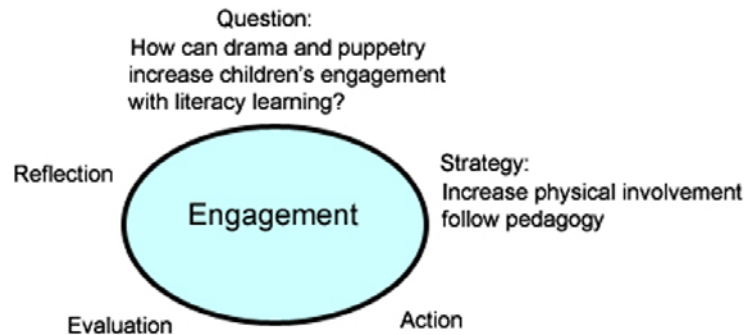 Question:
How can drama and puppetry
increase children's engagement
with literacy learning?
Reflection
Strategy:
Increase physical involvement
follow pedagogy
Engagement
Evaluation
Action